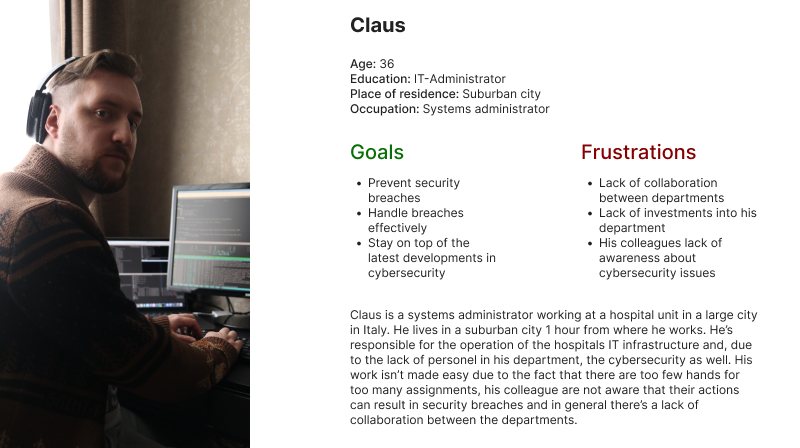 Claus
Age: 36
Education: IT-Administrator
Place of residence: Suburban city
Occupation: Systems administrator
Goals
• Prevent security
breaches
• Handle breaches
effectively
• Stay on top of the
latest developments in
cybersecurity
Frustrations
• Lack of collaboration
between departments
• Lack of investments into his
department
• His colleagues lack of
awareness about
cybersecurity issues
Claus is a systems administrator working at a hospital unit in a large city
in Italy. He lives in a suburban city 1 hour from where he works. He’s
responsible for the operation of the hospitals IT infrastructure and, due
to the lack of personel in his department, the cybersecurity as well. His
work isn’t made easy due to the fact that there are too few hands for
too many assignments, his colleague are not aware that their actions
can result in security breaches and in general there’s a lack of
collaboration between the departments.